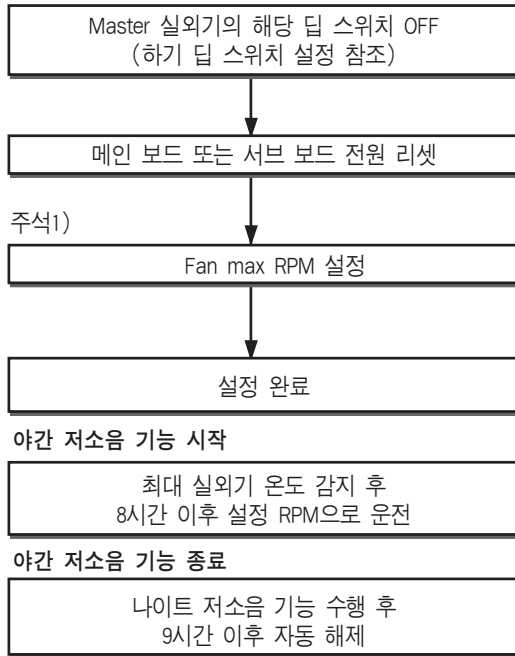 Master 실외기의 해당 딥 스위치 OFF
(하기 딥 스위치 설정 참조)
메인 보드 또는 서브 보드 전원 리셋
주석1)
Fan max RPM 설정
설정 완료
야간 저소음 기능 시작
최대 실외기 온도 감지 후
8시간 이후 설정 RPM으로 운전
야간 저소음 기능 종료
나이트 저소음 기능 수행 후
9시간 이후 자동 해제